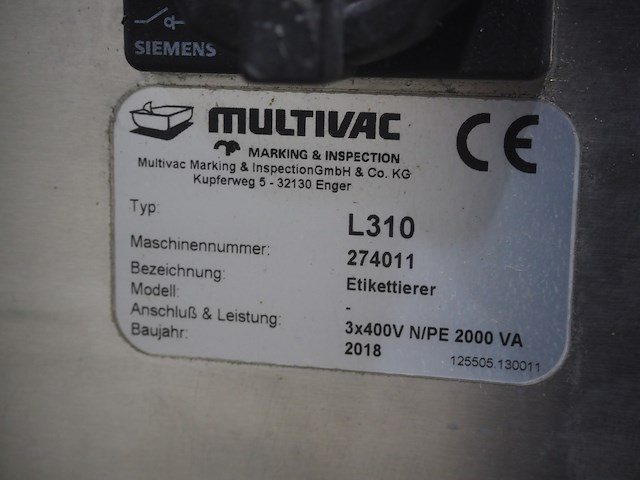 SIEMENS
MULTIVAC
MARKING & INSPECTION
Multivac Marking & InspectionGmbH & Co. KG
Kupferweg 5 - 32130 Enger
CE
Typ: L310
Maschinennummer: 274011
Bezeichnung: Etikettierer
Modell: -
Anschluß & Leistung: 3x400V N/PE 2000 VA
Baujahr: 2018
125505.130011